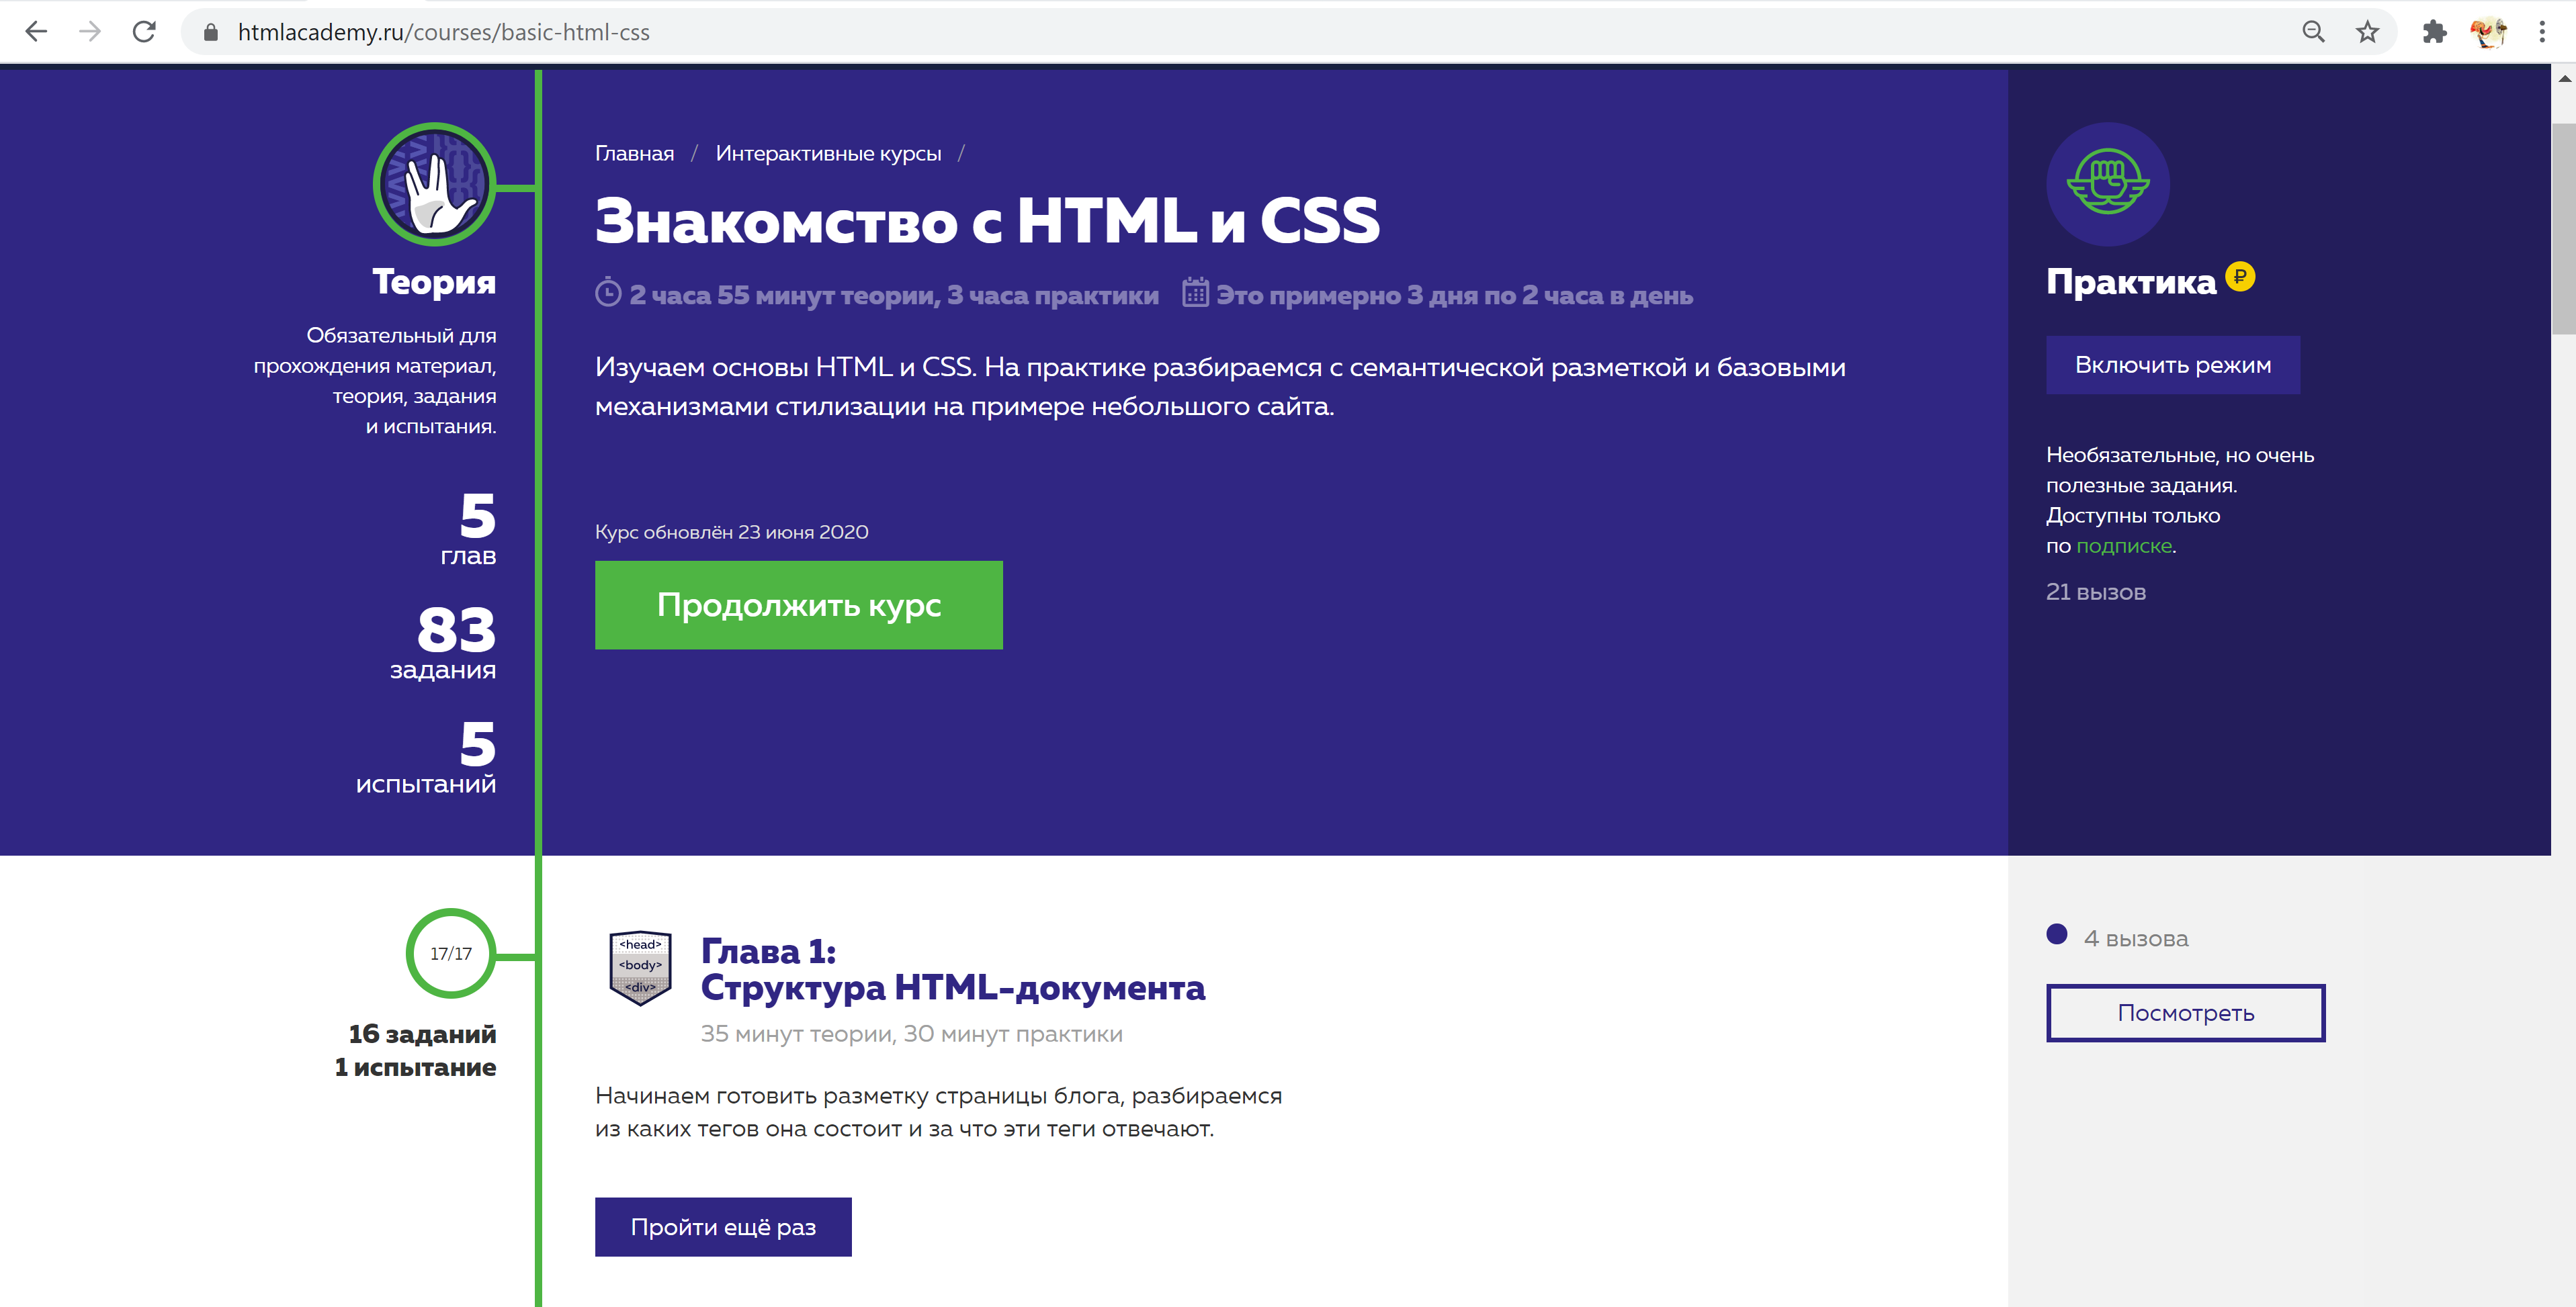 htmlacademy.ru/courses/basic-html-css
Теория
Обязательный для
прохождения материал,
теория, задания
и испытания.
5
глав
83
задания
5
испытаний
Главная / Интерактивные курсы /
Знакомство с HTML и CSS
2 часа 55 минут теории, 3 часа практики Это примерно 3 дня по 2 часа в день
Изучаем основы HTML и CSS. На практике разбираемся с семантической разметкой и базовыми
механизмами стилизации на примере небольшого сайта.
Курс обновлён 23 июня 2020
Продолжить курс
Практика ₽
Включить режим
Необязательные, но очень
полезные задания.
Доступны только
по подписке.
21 вызов
17/17
16 заданий
1 испытание
<head>
<body>
<div>
Глава 1:
Структура HTML-документа
35 минут теории, 30 минут практики
Начинаем готовить разметку страницы блога, разбираемся
из каких тегов она состоит и за что эти теги отвечают.
Пройти ещё раз
4 вызова
Посмотреть